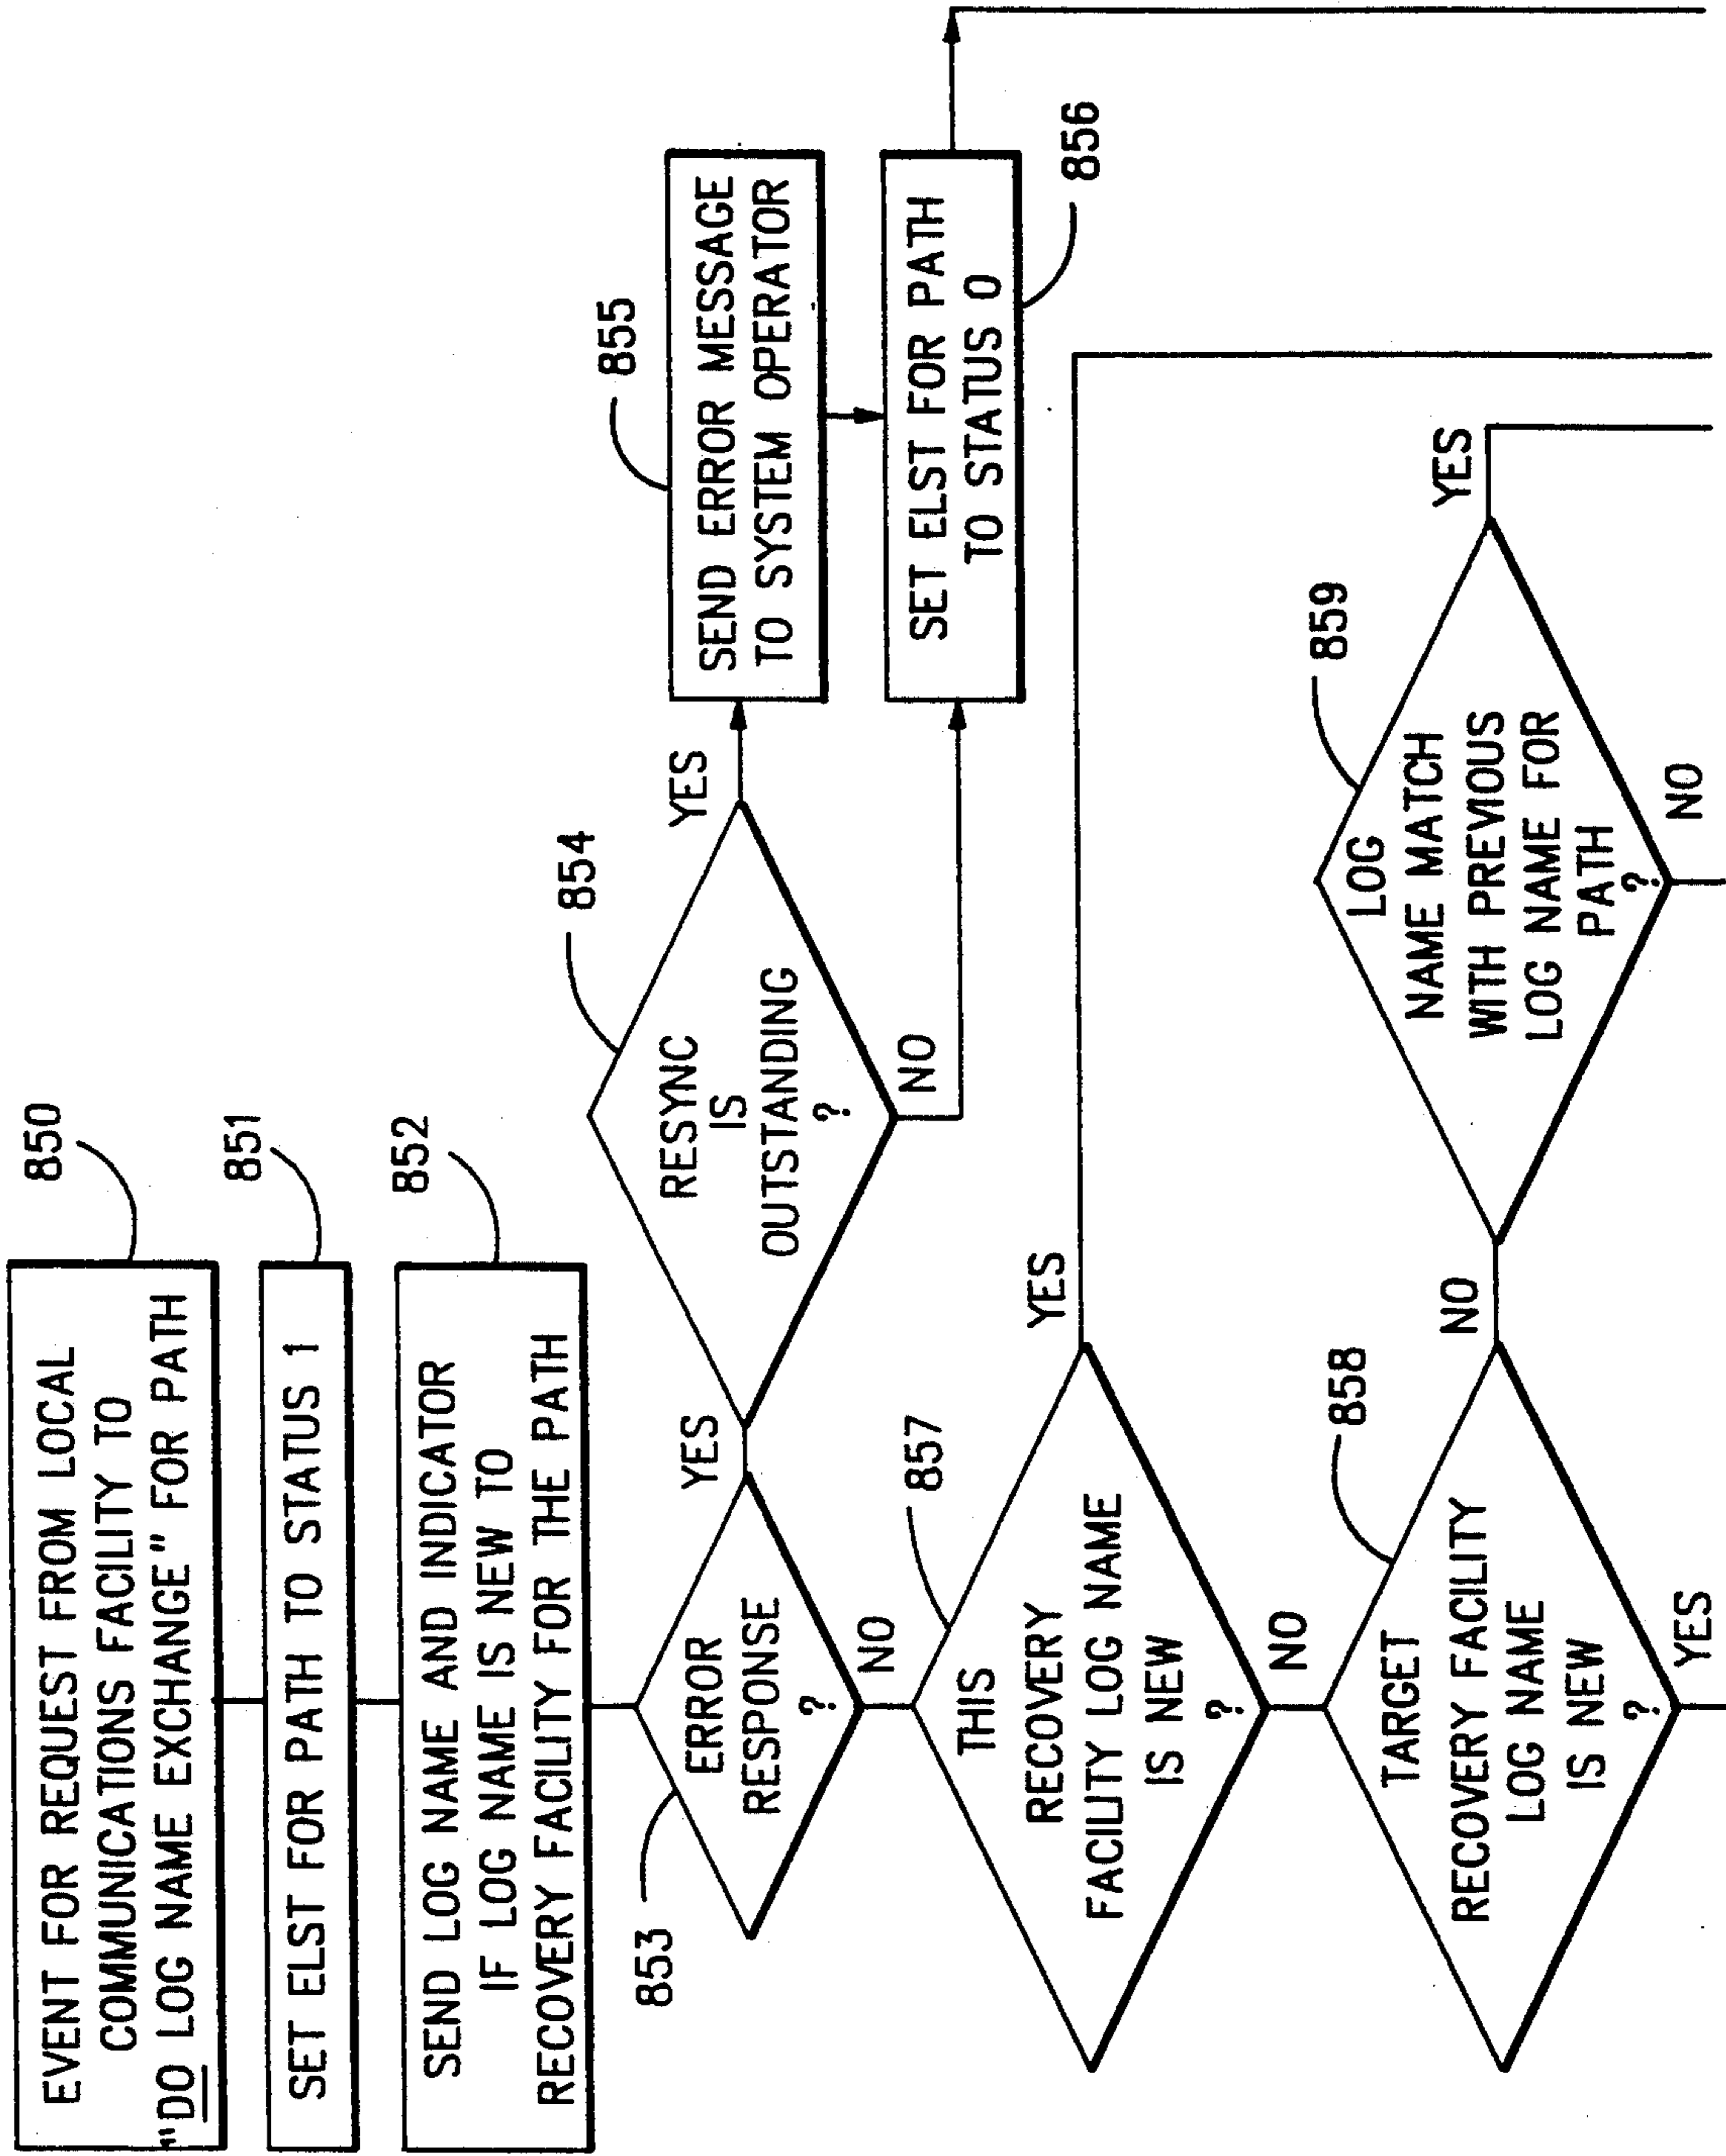 850
EVENT FOR REQUEST FROM LOCAL
COMMUNICATIONS FACILITY TO
"DO LOG NAME EXCHANGE" FOR PATH
851
SET ELST FOR PATH TO STATUS 1
852
SEND LOG NAME AND INDICATOR
IF LOG NAME IS NEW TO
RECOVERY FACILITY FOR THE PATH
853
ERROR
RESPONSE
?
YES
NO
854
RESYNC
IS
OUTSTANDING
?
YES
NO
855
SEND ERROR MESSAGE
TO SYSTEM OPERATOR
SET ELST FOR PATH
TO STATUS 0
856
857
THIS
RECOVERY
FACILITY LOG NAME
IS NEW
?
YES
NO
858
TARGET
RECOVERY FACILITY
LOG NAME
IS NEW
?
NO
YES
859
LOG
NAME MATCH
WITH PREVIOUS
LOG NAME FOR
PATH
?
YES
NO